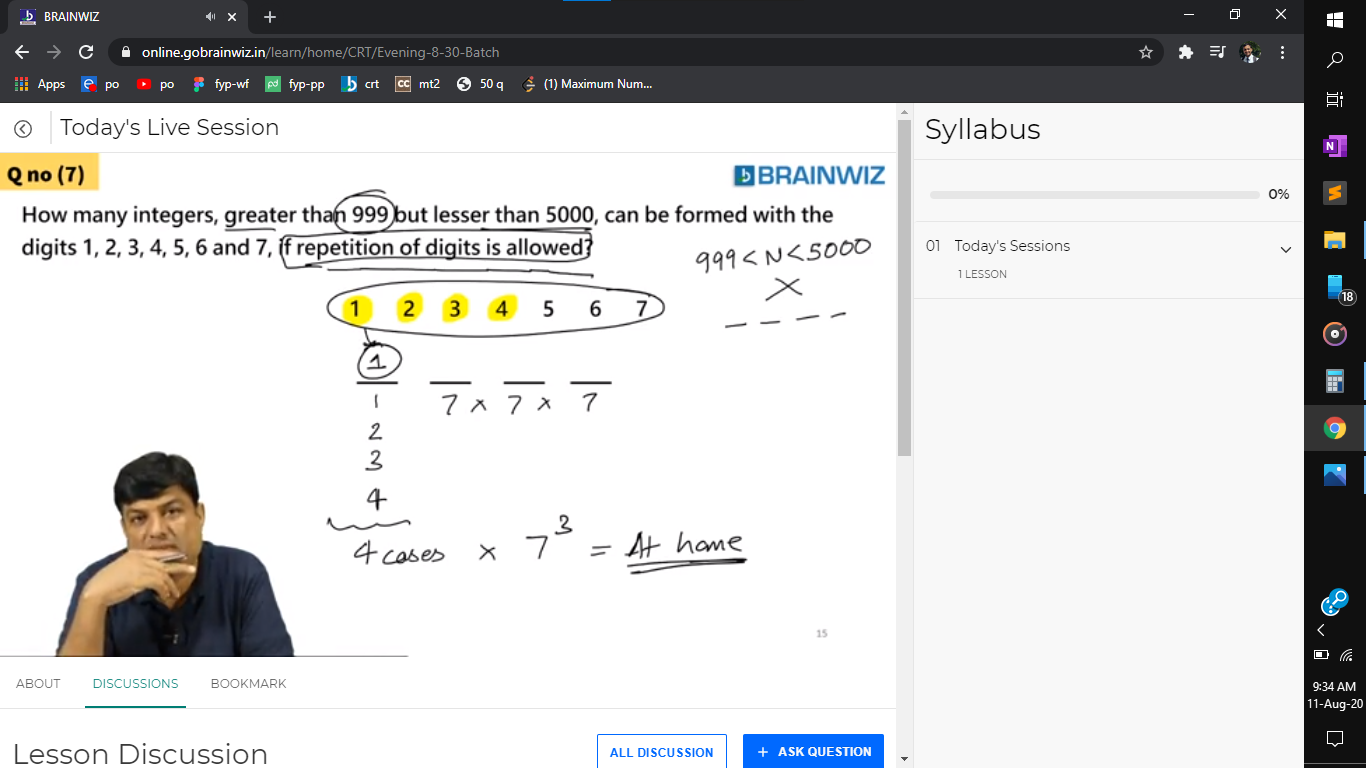 BRAINWIZ
online.gobrainwiz.in/learn/home/CRT/Evening-8-30-Batch
Apps po po fyp-wf fyp-pp crt CC mt2 50 q (1) Maximum Num...
Today's Live Session
Q no (7)
BRAINWIZ
How many integers, greater than 999 but lesser than 5000, can be formed with the
digits 1, 2, 3, 4, 5, 6 and 7, if repetition of digits is allowed?
999 < N < 5000
X
1 2 3 4 5 6 7
1
1 7 x 7 x 7
2
3
4
4 cases x 7³ = At home
15
ABOUT DISCUSSIONS BOOKMARK
Lesson Discussion
ALL DISCUSSION
+ ASK QUESTION
Syllabus
0%
01 Today's Sessions
1 LESSON
N
18
9:34 AM
11-Aug-20